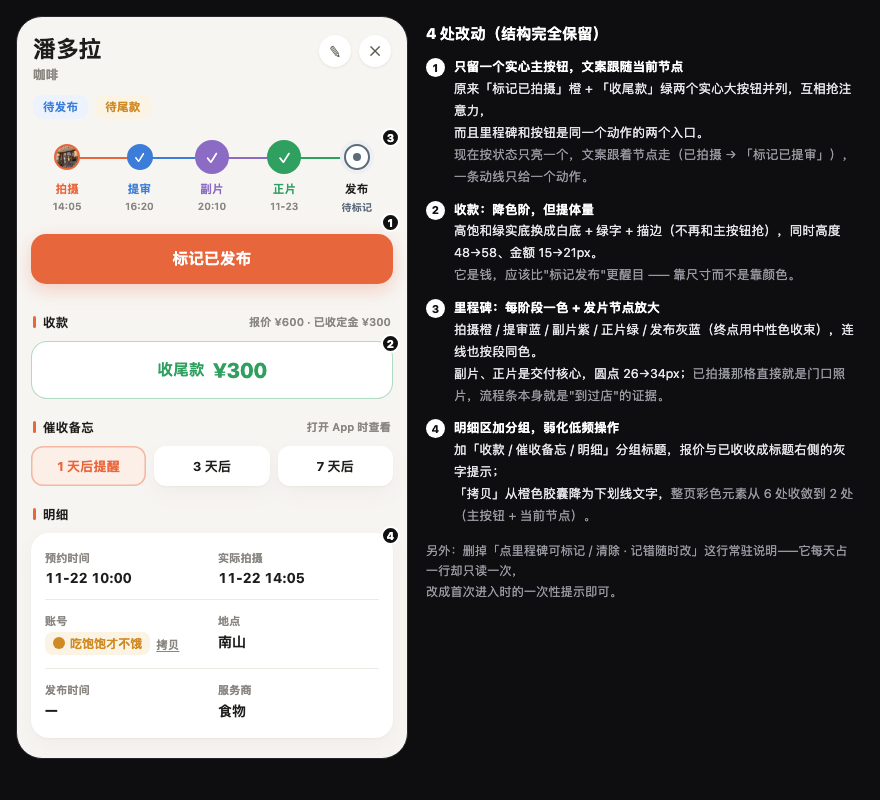 潘多拉
咖啡
待发布 待尾款
3
拍摄 提审 副片 正片 发布
14:05 16:20 20:10 11-23 待标记
1
标记已发布
收款 报价 ¥600 · 已收定金 ¥300
2
收尾款 ¥300
催收备忘 打开 App 时查看
1 天后提醒 3 天后 7 天后
明细
4
预约时间 实际拍摄
11-22 10:00 11-22 14:05
账号 地点
吃饱饱才不饿 拷贝 南山
发布时间 服务商
— 食物
4 处改动（结构完全保留）
1 只留一个实心主按钮，文案跟随当前节点
原来「标记已拍摄」橙 + 「收尾款」绿两个实心大按钮并列，互相抢注
意力，
而且里程碑和按钮是同一个动作的两个入口。
现在按状态只亮一个，文案跟着节点走（已拍摄 → 「标记已提审」），
一条动线只给一个动作。
2 收款：降色阶，但提体量
高饱和绿实底换成白底 + 绿字 + 描边（不再和主按钮抢），同时高度
48→58、金额 15→21px。
它是钱，应该比"标记发布"更醒目 —— 靠尺寸而不是靠颜色。
3 里程碑：每阶段一色 + 发片节点放大
拍摄橙 / 提审蓝 / 副片紫 / 正片绿 / 发布灰蓝（终点用中性色收束），连
线也按段同色。
副片、正片是交付核心，圆点 26→34px；已拍摄那格直接就是门口照
片，流程条本身就是"到过店"的证据。
4 明细区加分组，弱化低频操作
加「收款 / 催收备忘 / 明细」分组标题，报价与已收收成标题右侧的灰
字提示；
「拷贝」从橙色胶囊降为下划线文字，整页彩色元素从 6 处收敛到 2 处
（主按钮 + 当前节点）。
另外：删掉「点里程碑可标记 / 清除 · 记错随时改」这行常驻说明——它每天占
一行却只读一次，
改成首次进入时的一次性提示即可。